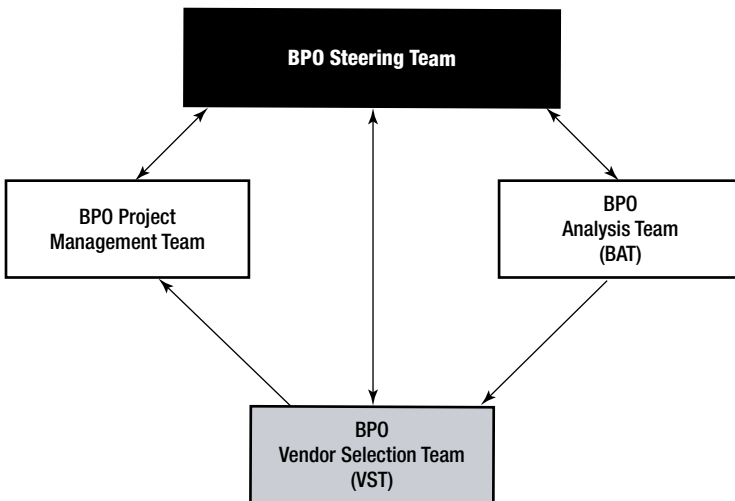 BPO Steering Team
BPO Project
Management Team
BPO
Analysis Team
(BAT)
BPO
Vendor Selection Team
(VST)